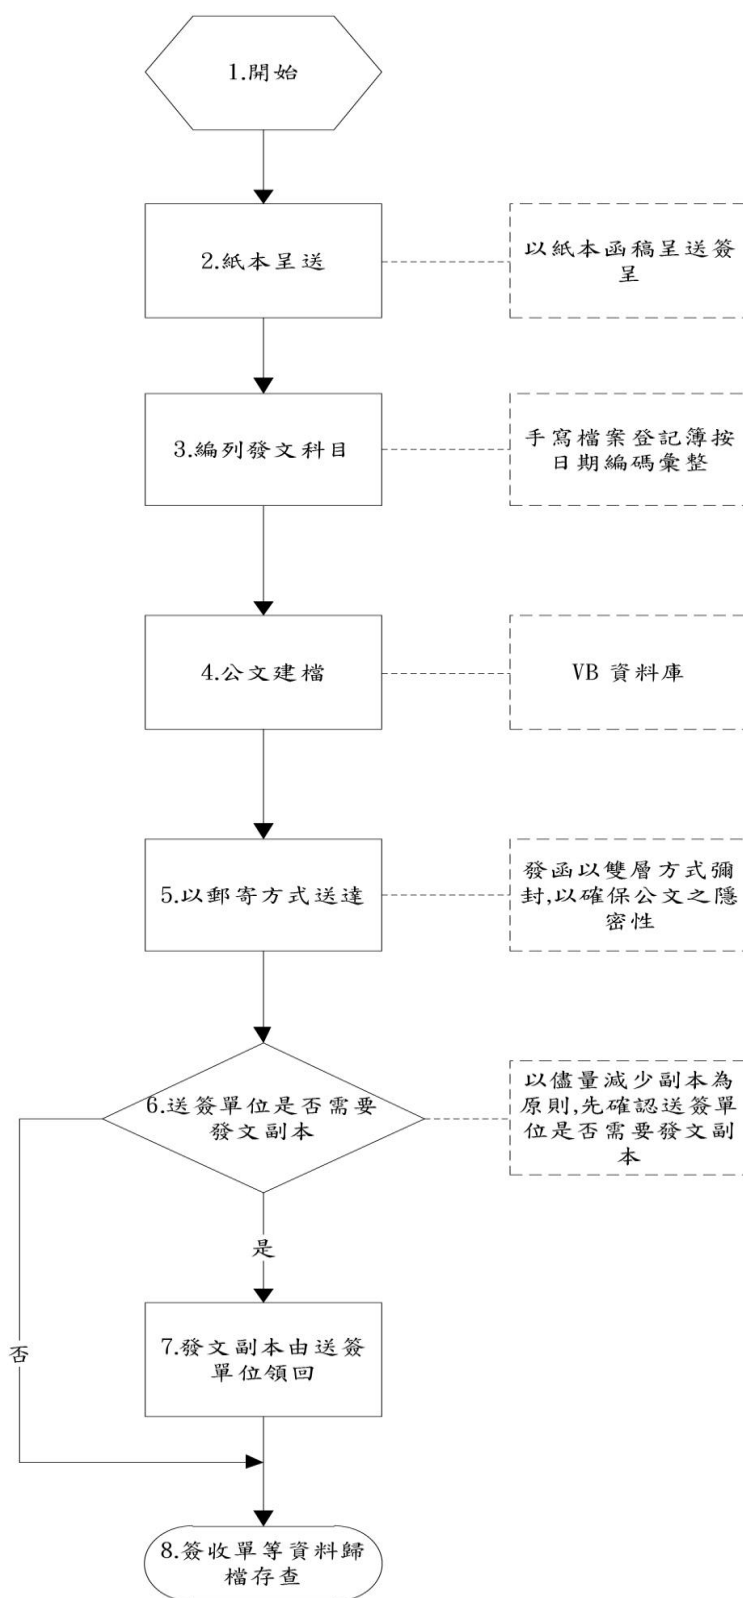 1.開始
2.紙本呈送
以紙本函稿呈送簽
呈
3.編列發文科目
手寫檔案登記簿按
日期編碼彙整
4.公文建檔
VB 資料庫
5.以郵寄方式送達
發函以雙層方式彌
封,以確保公文之隱
密性
6.送簽單位是否需要
發文副本
以儘量減少副本為
原則,先確認送簽單
位是否需要發文副
本
是
7.發文副本由送簽
單位領回
否
8.簽收單等資料歸
檔存查